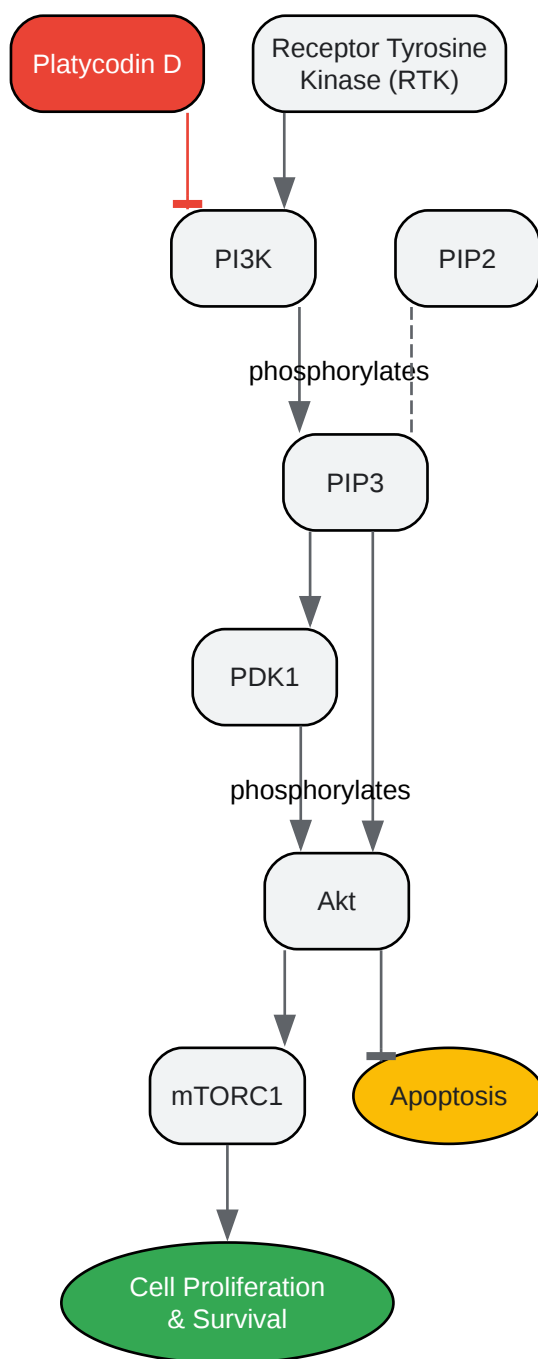 Platycodin D
Receptor Tyrosine
Kinase (RTK)
PI3K
PIP2
phosphorylates
PIP3
PDK1
phosphorylates
Akt
mTORC1
Apoptosis
Cell Proliferation
& Survival